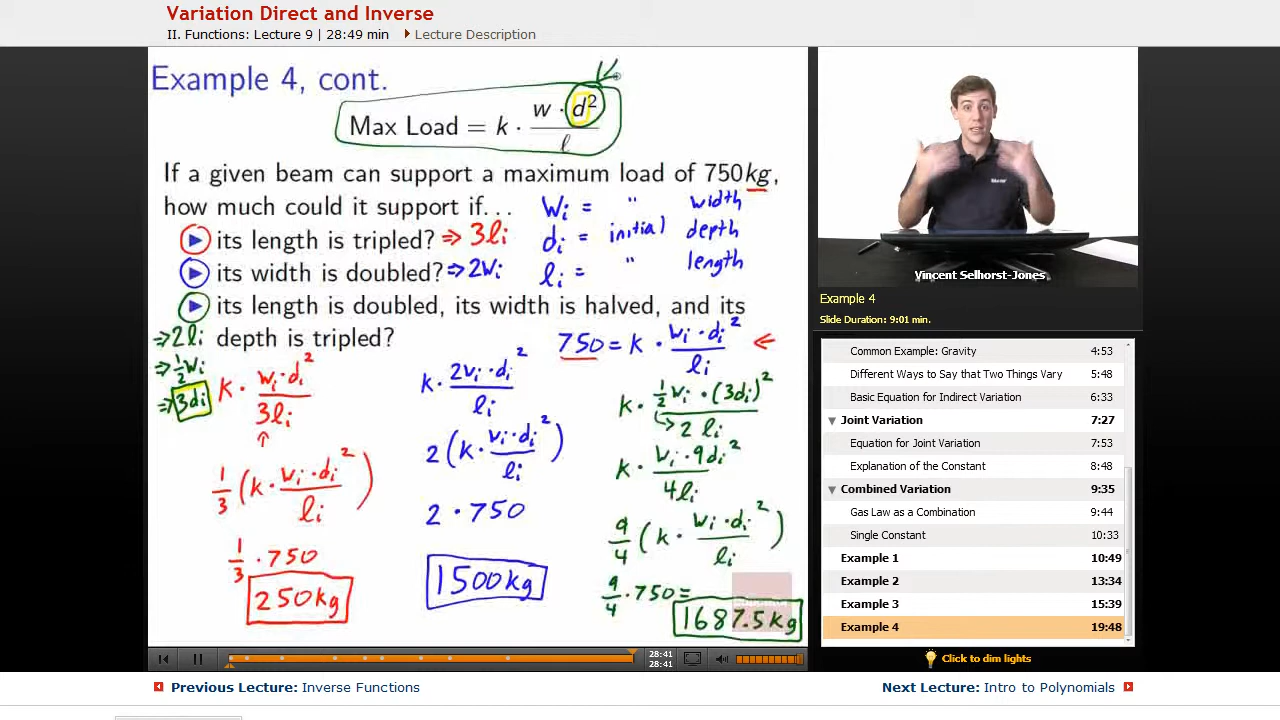 Variation Direct and Inverse
II. Functions: Lecture 9 | 28:49 min Lecture Description
Example 4, cont.
Max Load = k · w · d² / l
If a given beam can support a maximum load of 750kg,
how much could it support if...
its length is tripled? ⇒ 3lᵢ
its width is doubled? ⇒ 2wᵢ
its length is doubled, its width is halved, and its
depth is tripled?
wᵢ = " width
dᵢ = initial depth
lᵢ = " length
⇒ 2lᵢ
⇒ ½wᵢ
⇒ 3dᵢ
750 = k · wᵢ · dᵢ² / lᵢ ←
k · wᵢ · dᵢ² / 3lᵢ
↑
1/3 (k · wᵢ · dᵢ² / lᵢ)
1/3 · 750
250kg
k · 2wᵢ · dᵢ² / lᵢ
2 (k · wᵢ · dᵢ² / lᵢ)
2 · 750
1500kg
k · ½wᵢ · (3dᵢ)² / 2lᵢ
k · wᵢ · 9dᵢ² / 4lᵢ
9/4 (k · wᵢ · dᵢ² / lᵢ)
9/4 · 750 =
1687.5kg
28:41
28:41
Vincent Selhorst-Jones
Example 4
Slide Duration: 9:01 min.
Common Example: Gravity 4:53
Different Ways to Say that Two Things Vary 5:48
Basic Equation for Indirect Variation 6:33
Joint Variation 7:27
Equation for Joint Variation 7:53
Explanation of the Constant 8:48
Combined Variation 9:35
Gas Law as a Combination 9:44
Single Constant 10:33
Example 1 10:49
Example 2 13:34
Example 3 15:39
Example 4 19:48
Click to dim lights
Previous Lecture: Inverse Functions
Next Lecture: Intro to Polynomials